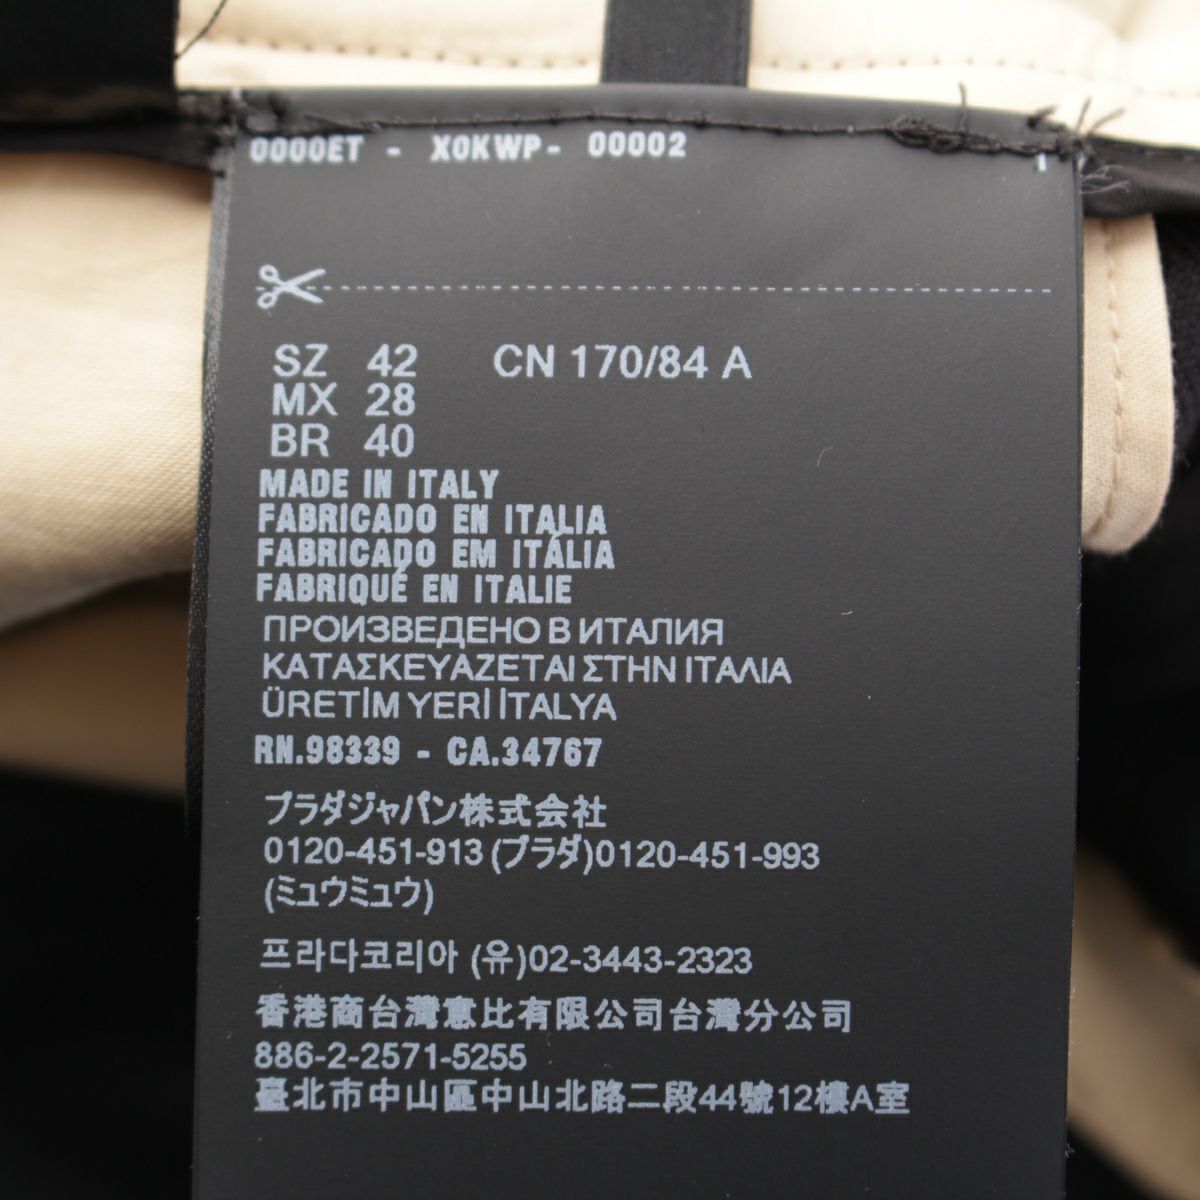 0000ET - X0KWP- 00002
SZ 42 CN 170/84 A
MX 28
BR 40
MADE IN ITALY
FABRICADO EN ITALIA
FABRICADO EM ITÁLIA
FABRIQUÉ EN ITALIE
ПРОИЗВЕДЕНО В ИТАЛИЯ
ΚΑΤΑΣΚΕΥΑΖΕΤΑΙ ΣΤΗΝ ΙΤΑΛΙΑ
ÜRETİM YERİ İTALYA
RN.98339 - CA.34767
プラダジャパン株式会社
0120-451-913 (プラダ)0120-451-993
(ミュウミュウ)
프라다코리아 (유)02-3443-2323
香港商台灣惠比有限公司台灣分公司
886-2-2571-5255
臺北市中山區中山北路二段44號12樓A室